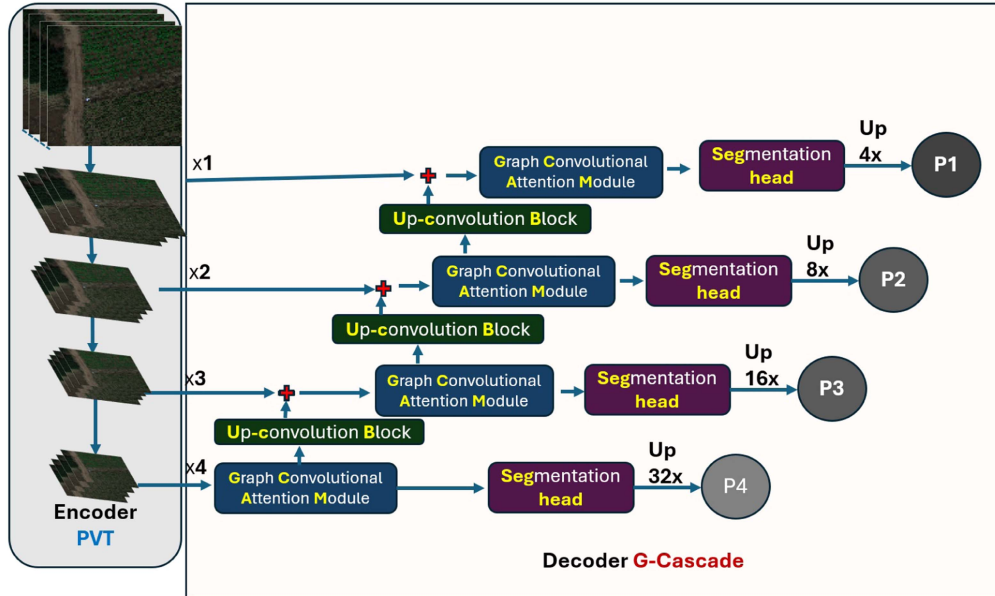 x1
Graph Convolutional
Attention Module
Segmentation
head
Up
4x
P1
Up-convolution Block
x2
Graph Convolutional
Attention Module
Segmentation
head
Up
8x
P2
Up-convolution Block
x3
Graph Convolutional
Attention Module
Segmentation
head
Up
16x
P3
Up-convolution Block
x4
Graph Convolutional
Attention Module
Segmentation
head
Up
32x
P4
Encoder
PVT
Decoder G-Cascade